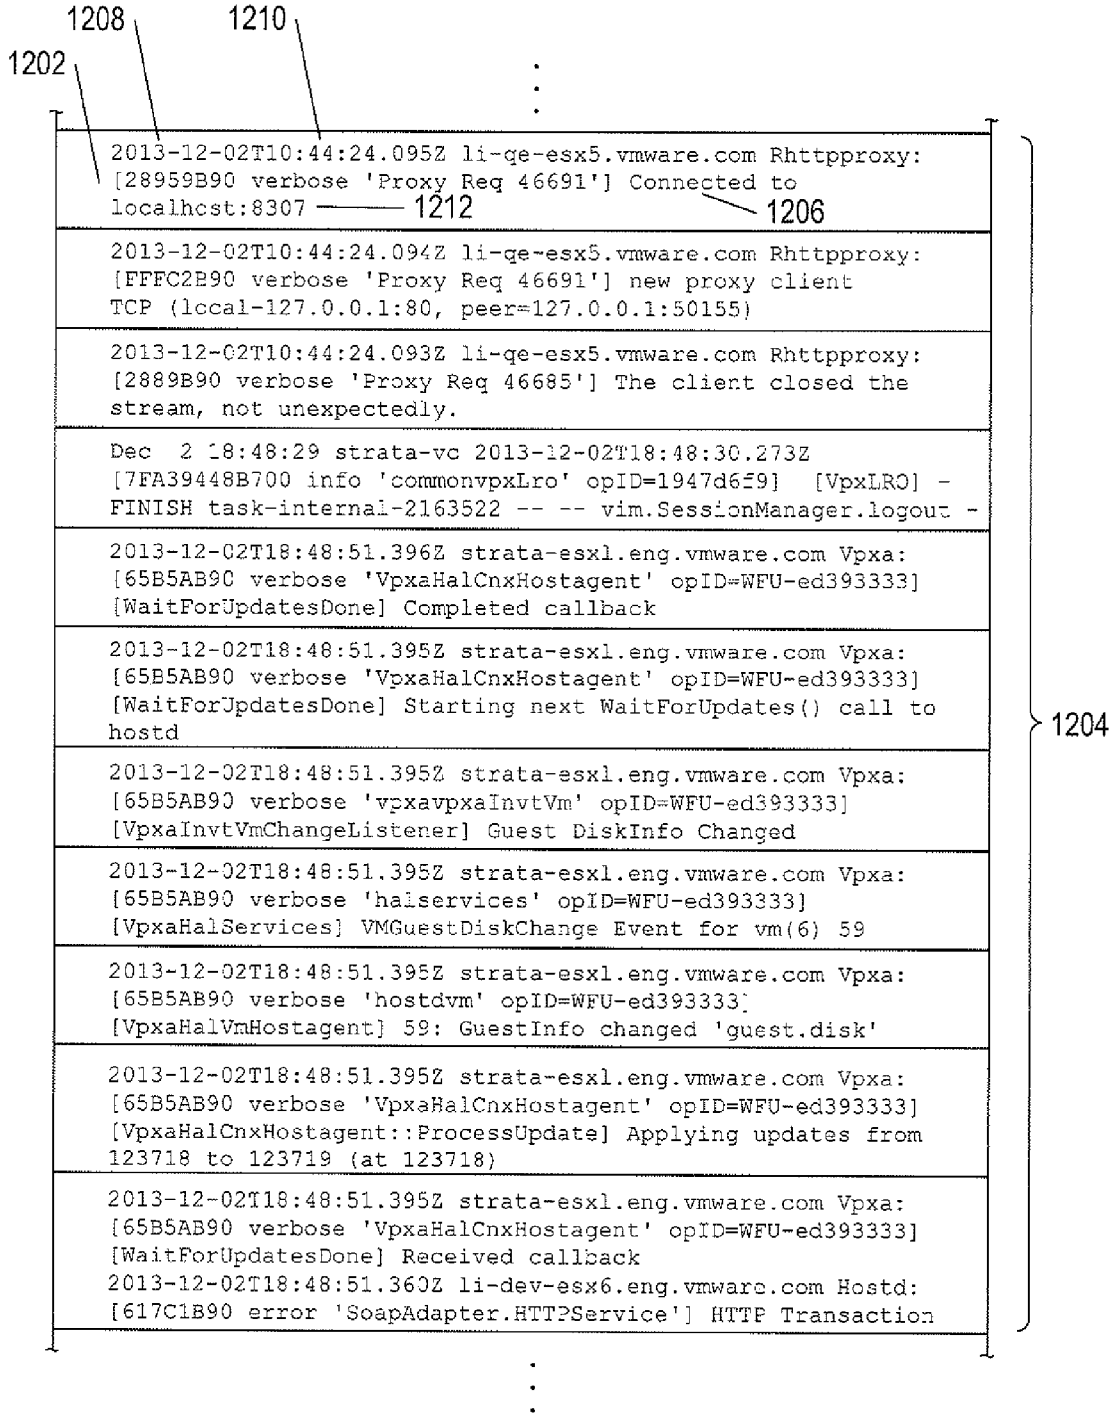 1208
1210
1202
2013-12-02T10:44:24.095Z li-qe-esx5.vmware.com Rhttpproxy:
[28959B90 verbose 'Proxy Req 46691'] Connected to
localhost:8307
1212
1206
2013-12-02T10:44:24.094Z li-qe-esx5.vmware.com Rhttpproxy:
[FFFC2B90 verbose 'Proxy Req 46691'] new proxy client
TCP (local-127.0.0.1:80, peer=127.0.0.1:50155)
2013-12-02T10:44:24.093Z li-qe-esx5.vmware.com Rhttpproxy:
[2889B90 verbose 'Proxy Req 46685'] The client closed the
stream, not unexpectedly.
Dec  2 18:48:29 strata-vc 2013-12-02T18:48:30.273Z
[7FA39448B700 info 'commonvpxLro' opID=1947d6f9]  [VpxLRO] -
FINISH task-internal-2163522 -- -- vim.SessionManager.logout -
2013-12-02T18:48:51.396Z strata-esxl.eng.vmware.com Vpxa:
[65B5AB90 verbose 'VpxaHalCnxHostagent' opID=WFU-ed393333]
[WaitForUpdatesDone] Completed callback
2013-12-02T18:48:51.395Z strata-esxl.eng.vmware.com Vpxa:
[65B5AB90 verbose 'VpxaHalCnxHostagent' opID=WFU-ed393333]
[WaitForUpdatesDone] Starting next WaitForUpdates() call to
hostd
1204
2013-12-02T18:48:51.395Z strata-esxl.eng.vmware.com Vpxa:
[65B5AB90 verbose 'vpxavpxaInvtVm' opID=WFU-ed393333]
[VpxaInvtVmChangeListener] Guest DiskInfo Changed
2013-12-02T18:48:51.395Z strata-esxl.eng.vmware.com Vpxa:
[65B5AB90 verbose 'halservices' opID=WFU-ed393333]
[VpxaHalServices] VMGuestDiskChange Event for vm(6) 59
2013-12-02T18:48:51.395Z strata-esxl.eng.vmware.com Vpxa:
[65B5AB90 verbose 'hostdvm' opID=WFU-ed393333]
[VpxaHalVmHostagent] 59: GuestInfo changed 'guest.disk'
2013-12-02T18:48:51.395Z strata-esxl.eng.vmware.com Vpxa:
[65B5AB90 verbose 'VpxaHalCnxHostagent' opID=WFU-ed393333]
[VpxaHalCnxHostagent::ProcessUpdate] Applying updates from
123718 to 123719 (at 123718)
2013-12-02T18:48:51.395Z strata-esxl.eng.vmware.com Vpxa:
[65B5AB90 verbose 'VpxaHalCnxHostagent' opID=WFU-ed393333]
[WaitForUpdatesDone] Received callback
2013-12-02T18:48:51.360Z li-dev-esx6.eng.vmware.com Hostd:
[617C1B90 error 'SoapAdapter.HTTPService'] HTTP Transaction